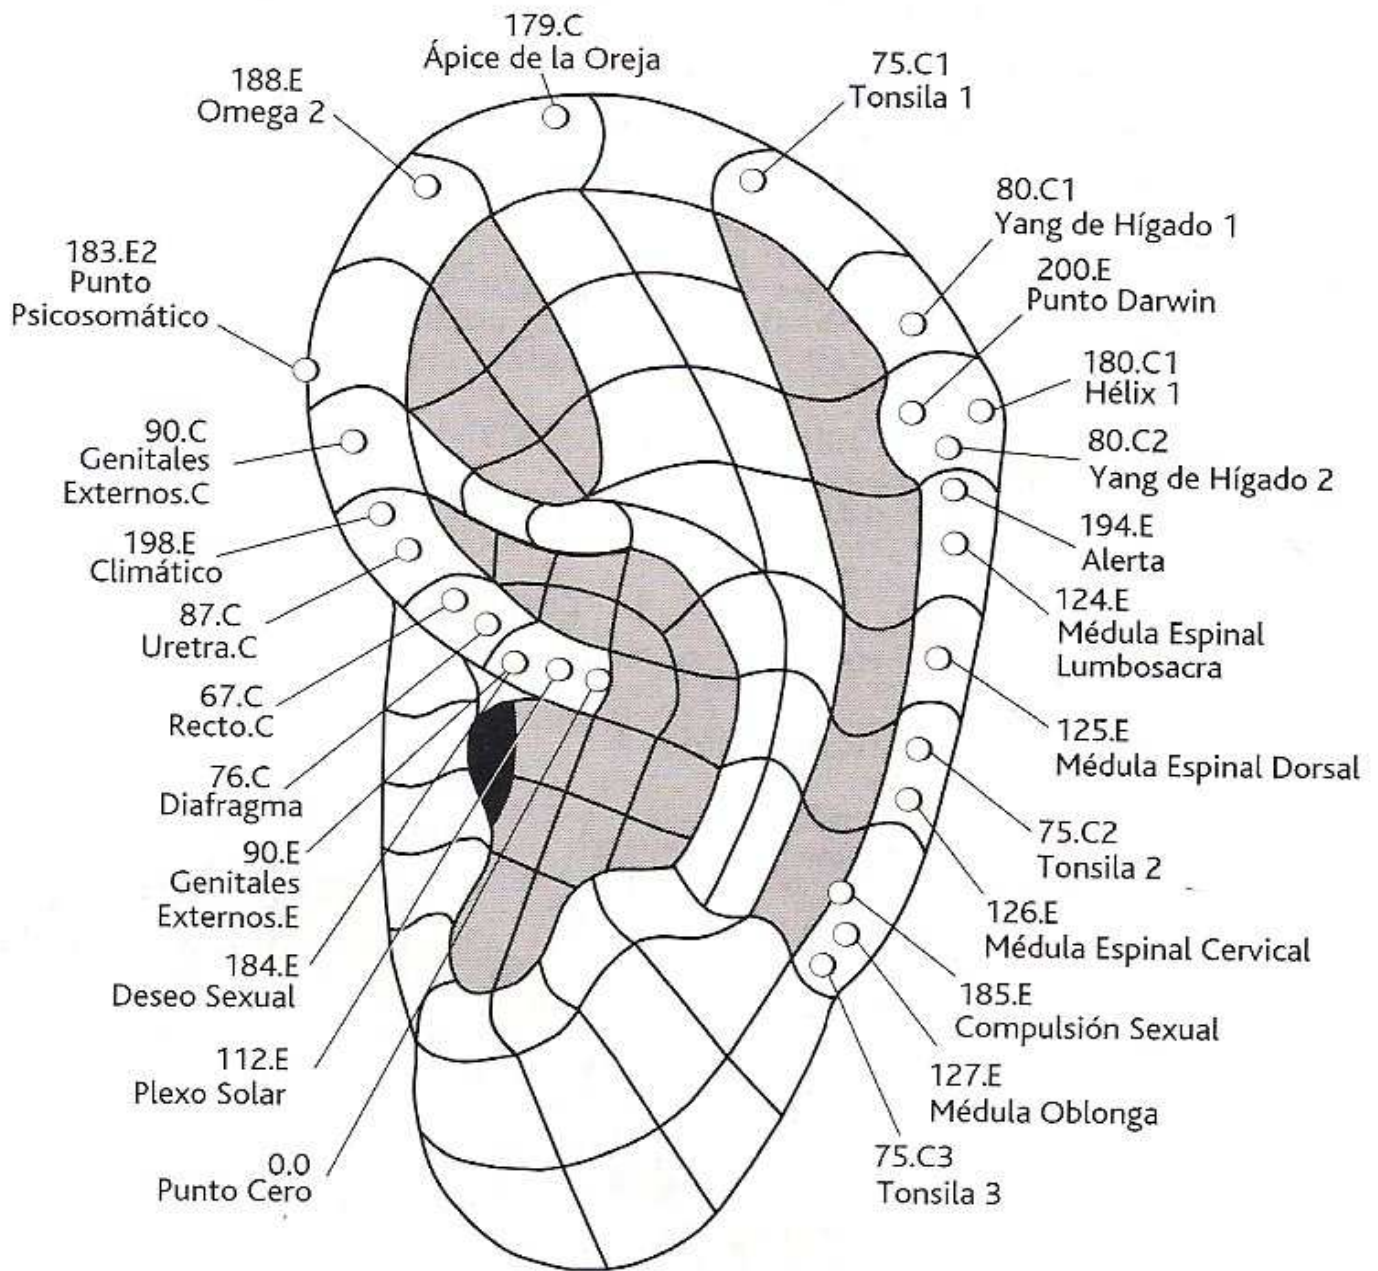 179.C
Ápice de la Oreja
188.E
Omega 2
75.C1
Tonsila 1
183.E2
Punto
Psicosomático
80.C1
Yang de Hígado 1
200.E
Punto Darwin
180.C1
Hélix 1
90.C
Genitales
Externos.C
80.C2
Yang de Hígado 2
198.E
Climático
194.E
Alerta
87.C
Uretra.C
124.E
Médula Espinal
Lumbosacra
67.C
Recto.C
125.E
Médula Espinal Dorsal
76.C
Diafragma
75.C2
Tonsila 2
90.E
Genitales
Externos.E
126.E
Médula Espinal Cervical
184.E
Deseo Sexual
185.E
Compulsión Sexual
112.E
Plexo Solar
127.E
Médula Oblonga
0.0
Punto Cero
75.C3
Tonsila 3